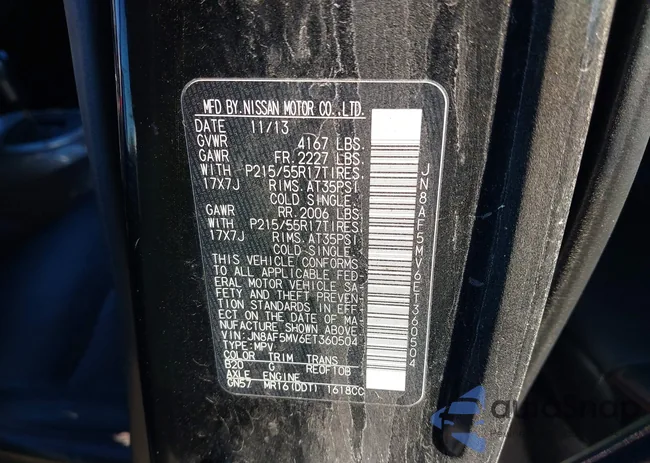 MFD BY. NISSAN MOTOR CO., LTD.
DATE 11/13
GVWR 4167 LBS.
GAWR FR. 2227 LBS.
WITH P215/55R17TIRES.
17X7J RIMS. AT35PSI
COLD SINGLE
GAWR RR. 2006 LBS.
WITH P215/55R17TIRES.
17X7J RIMS. AT35PSI
COLD SINGLE
THIS VEHICLE CONFORMS
TO ALL APPLICABLE FED
ERAL MOTOR VEHICLE SA-
FETY AND THEFT PREVEN-
TION STANDARDS IN EFF-
ECT ON THE DATE OF MA-
NUFACTURE SHOWN ABOVE
VIN: JN8AF5MV6ET360504
TYPE: MPV
COLOR TRIM TRANS
B20 G RE0F10B
AXLE ENGINE
GN57 MR16(DDT) 1618CC
JN8AF5MV6ET360504
autosnap